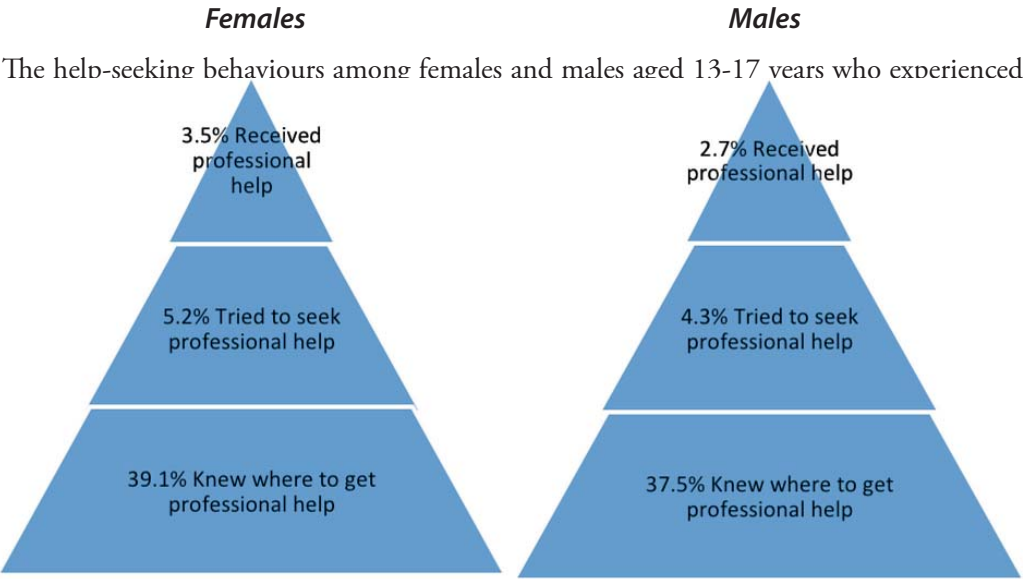 Females
Males
The help-seeking behaviours among females and males aged 13-17 years who experienced
3.5% Received
professional
help
5.2% Tried to seek
professional help
39.1% Knew where to get
professional help
2.7% Received
professional help
4.3% Tried to seek
professional help
37.5% Knew where to get
professional help